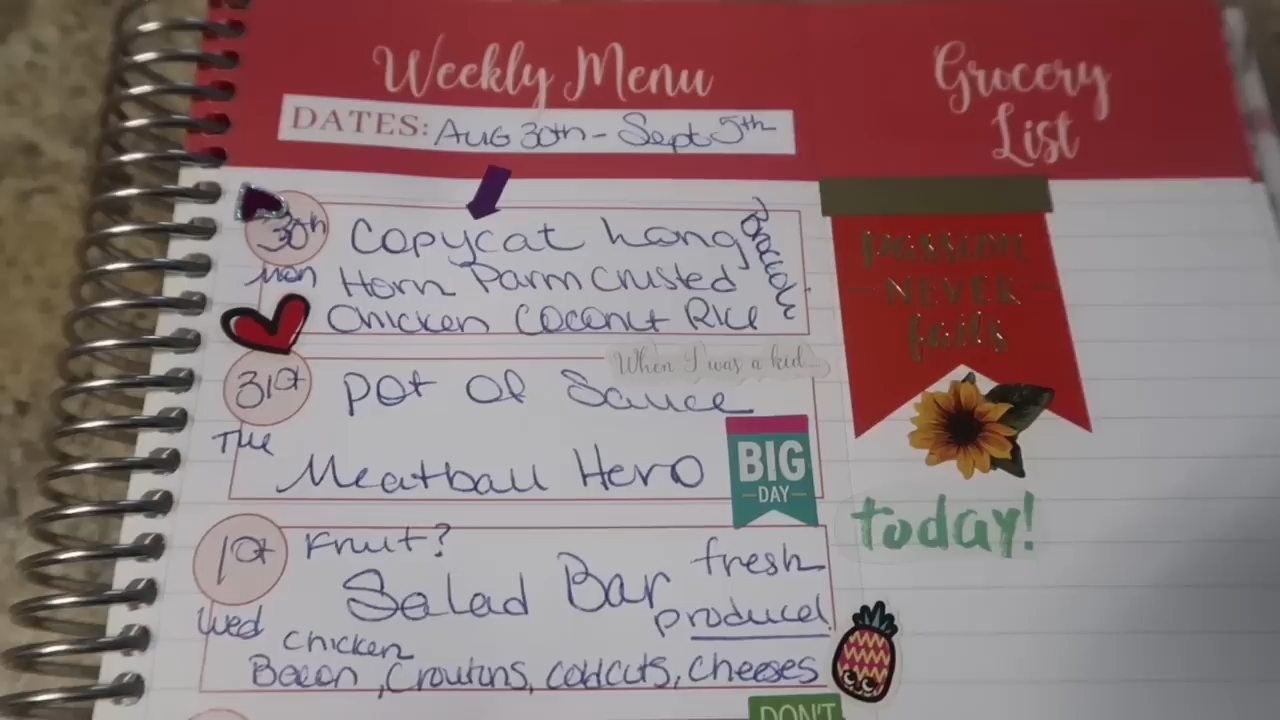 Weekly Menu
Grocery List
DATES: Aug 30th - Sept 5th
30th
Mon
Copycat Long
Horn Parm Crusted
Chicken Coconut Rice
Broccoli
Passion
NEVER
fails
When I was a kid...
31st
Tue
Pot of Sauce
Meatball Hero
BIG
DAY
today!
1st
Wed
Fruit?
Salad Bar
fresh
produce
Chicken
Bacon, Croutons, coldcuts, cheeses
DON'T